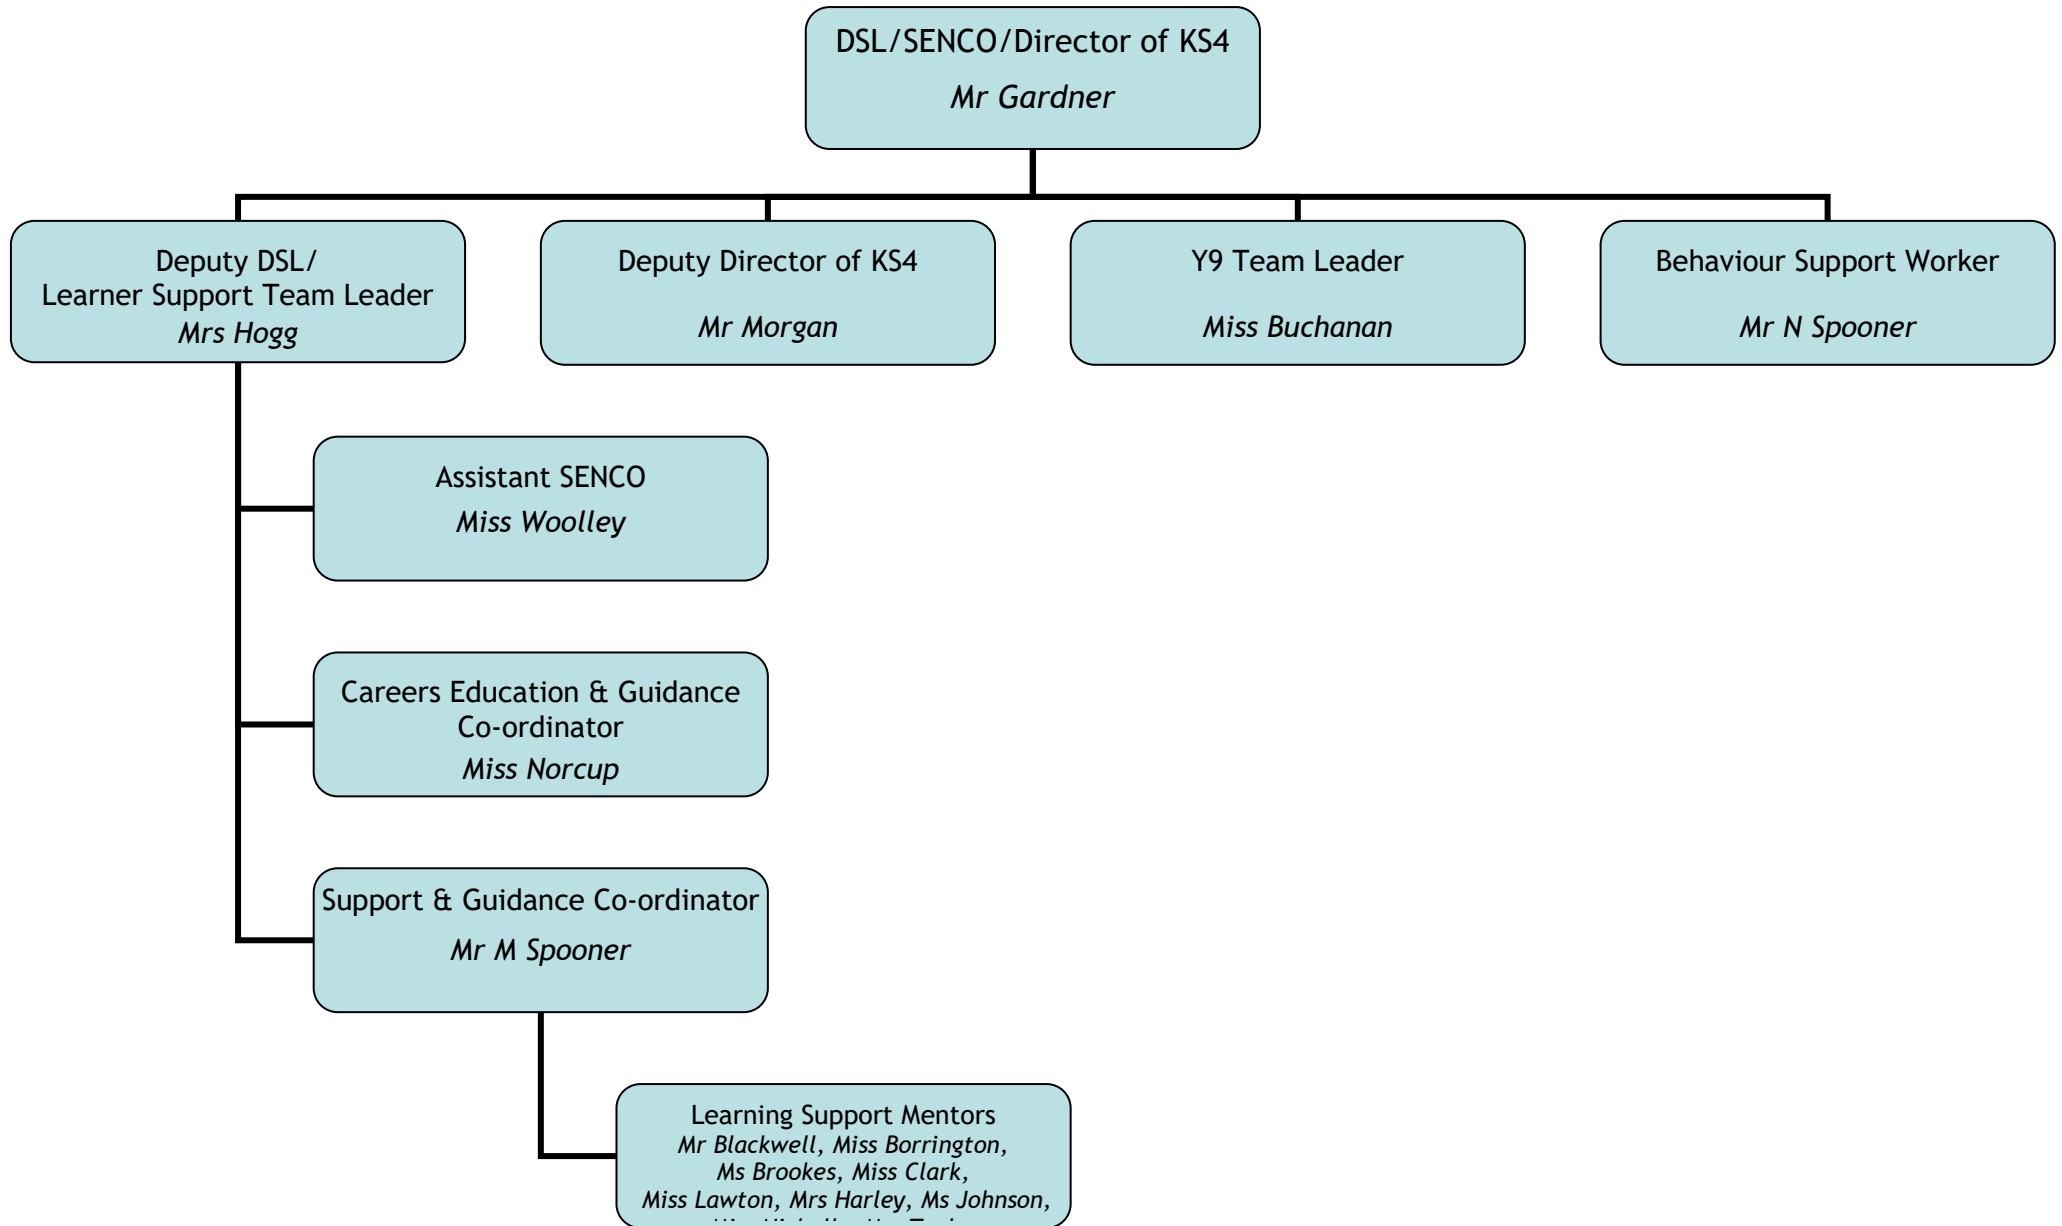 DSL/SENCO/Director of KS4
Mr Gardner
Deputy DSL/
Learner Support Team Leader
Mrs Hogg
Deputy Director of KS4
Mr Morgan
Y9 Team Leader
Miss Buchanan
Behaviour Support Worker
Mr N Spooner
Assistant SENCO
Miss Woolley
Careers Education & Guidance
Co-ordinator
Miss Norcup
Support & Guidance Co-ordinator
Mr M Spooner
Learning Support Mentors
Mr Blackwell, Miss Borrington,
Ms Brookes, Miss Clark,
Miss Lawton, Mrs Harley, Ms Johnson,